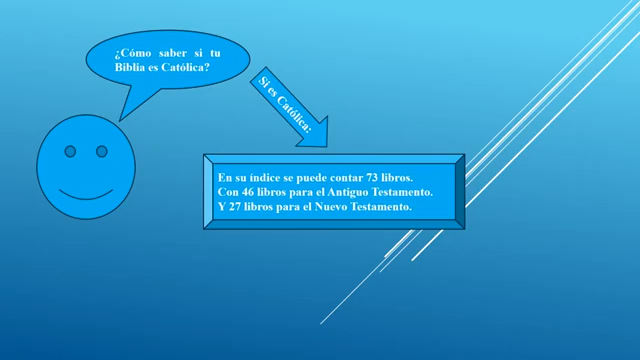 ¿Cómo saber si tu
Biblia es Católica?
Si es Católica:
En su índice se puede contar 73 libros.
Con 46 libros para el Antiguo Testamento.
Y 27 libros para el Nuevo Testamento.